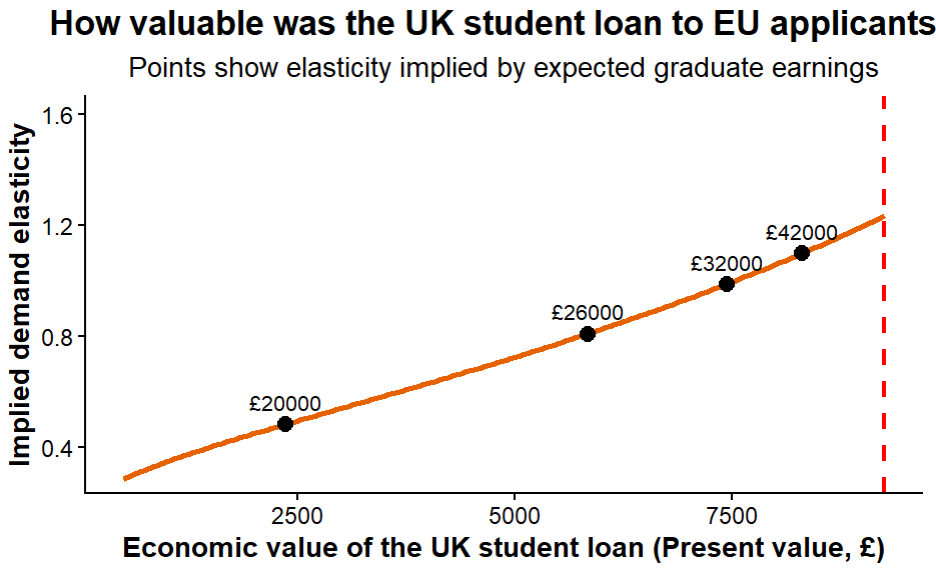 How valuable was the UK student loan to EU applicants
Points show elasticity implied by expected graduate earnings
Implied demand elasticity
1.6
1.2
0.8
0.4
£20000
£26000
£32000
£42000
2500
5000
7500
Economic value of the UK student loan (Present value, £)